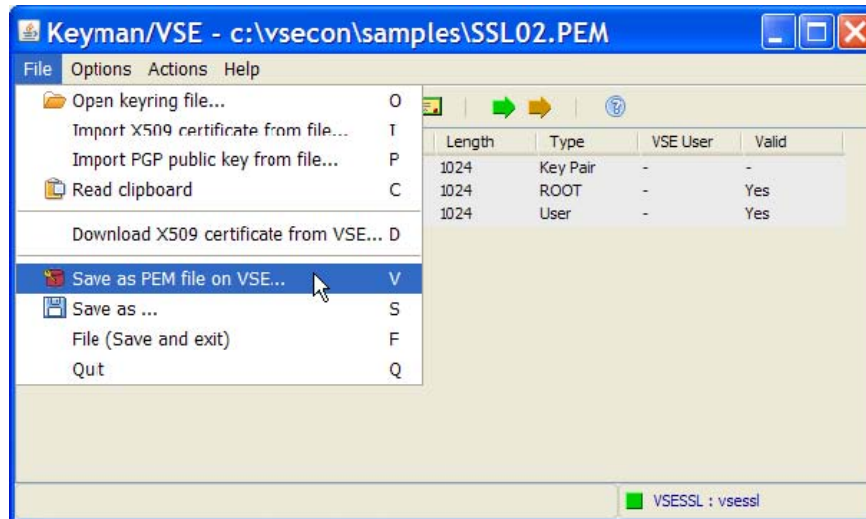 Keyman/VSE - c:\vsecon\samples\SSL02.PEM
File Options Actions Help
Open keyring file... O
Import X509 certificate from file... I
Import PGP public key from file... P
Read clipboard C
Download X509 certificate from VSE... D
Save as PEM file on VSE... V
Save as ... S
File (Save and exit) F
Quit Q
Length Type VSE User Valid
1024 Key Pair - -
1024 ROOT - Yes
1024 User - Yes
VSESSL : vsessl